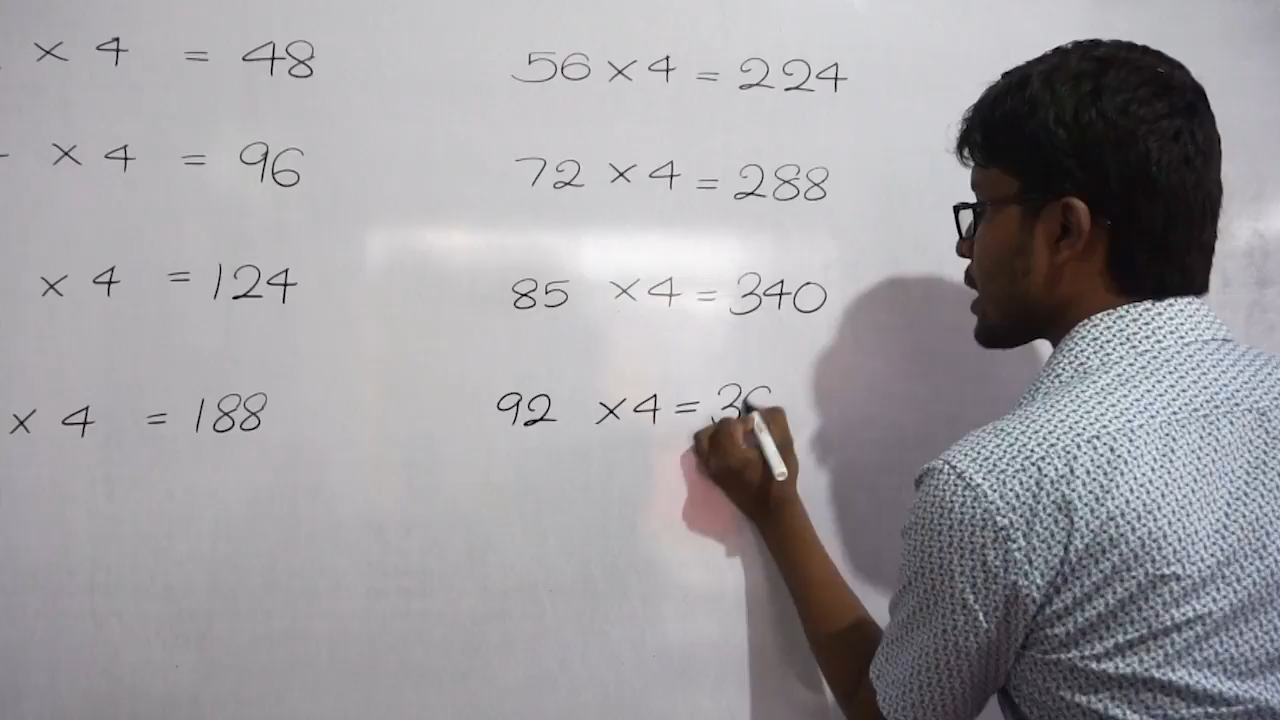 × 4 = 48
× 4 = 96
× 4 = 124
× 4 = 188
56 × 4 = 224
72 × 4 = 288
85 × 4 = 340
92 × 4 = 3